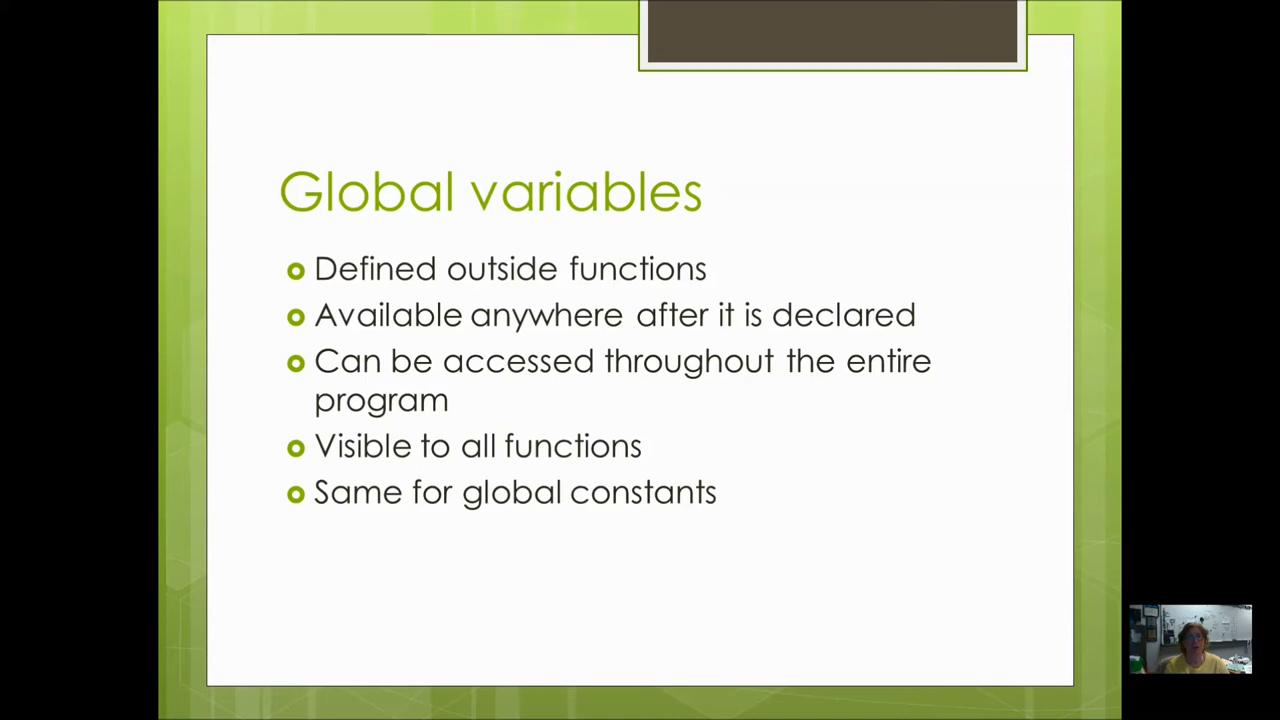 Global variables
Defined outside functions
Available anywhere after it is declared
Can be accessed throughout the entire
program
Visible to all functions
Same for global constants